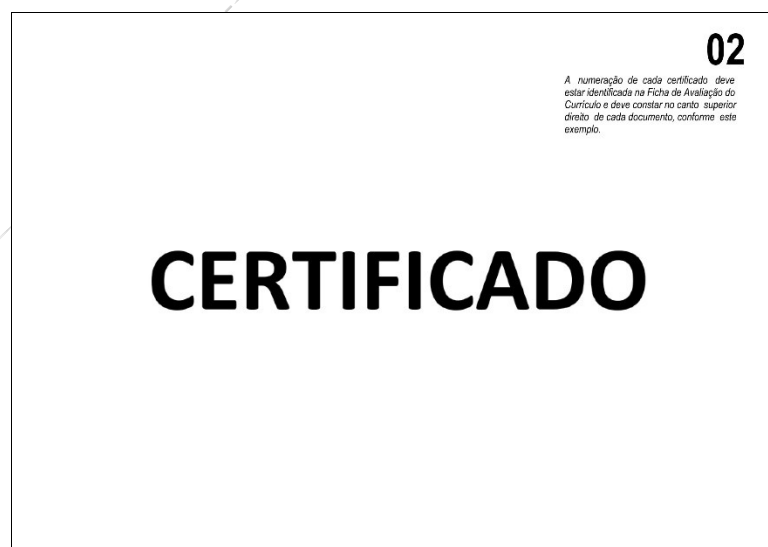 02
A numeração de cada certificado deve
estar identificada na Ficha de Avaliação do
Currículo e deve constar no canto superior
direito de cada documento, conforme este
exemplo.
CERTIFICADO